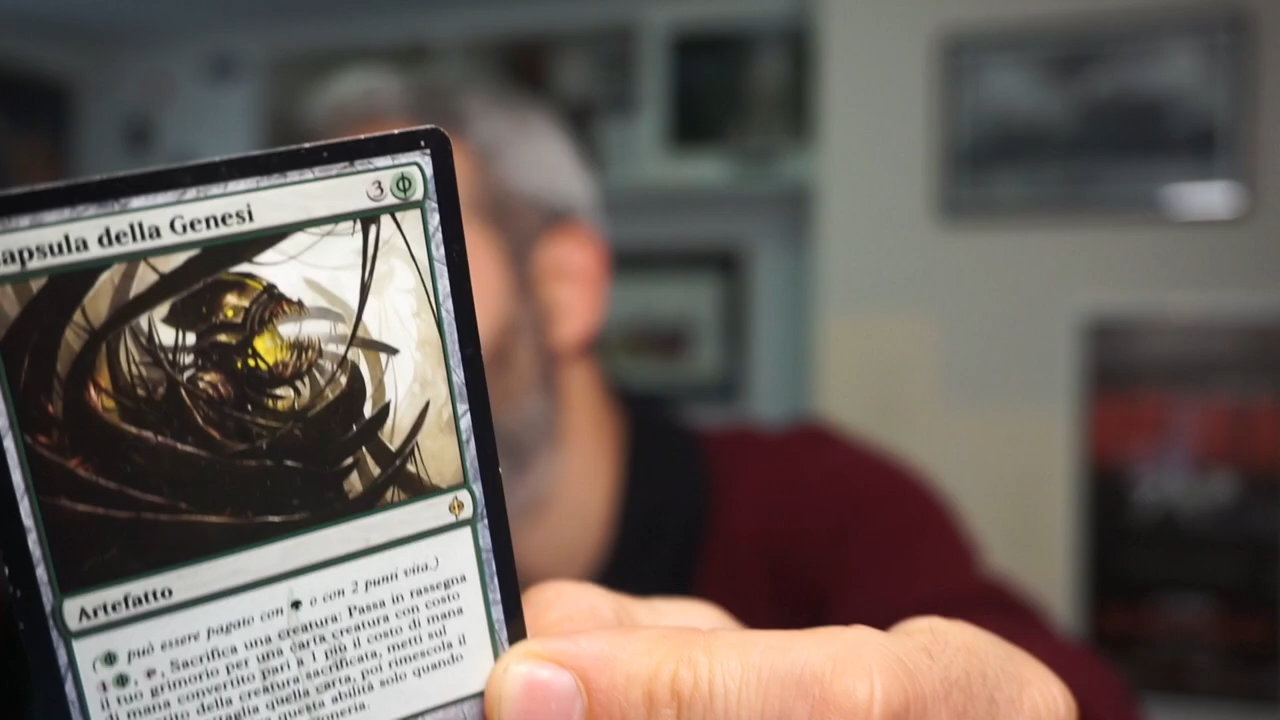 apsula della Genesi 3
Artefatto
può essere pagato con o con 2 punti vita.)
Sacrifica una creatura: Passa in rassegna
il tuo grimorio per una carta creatura con costo
di mana convertito pari a 1 più il costo di mana
della creatura sacrificata, metti sul
quella carta, poi rimescola il
questa abilità solo quando